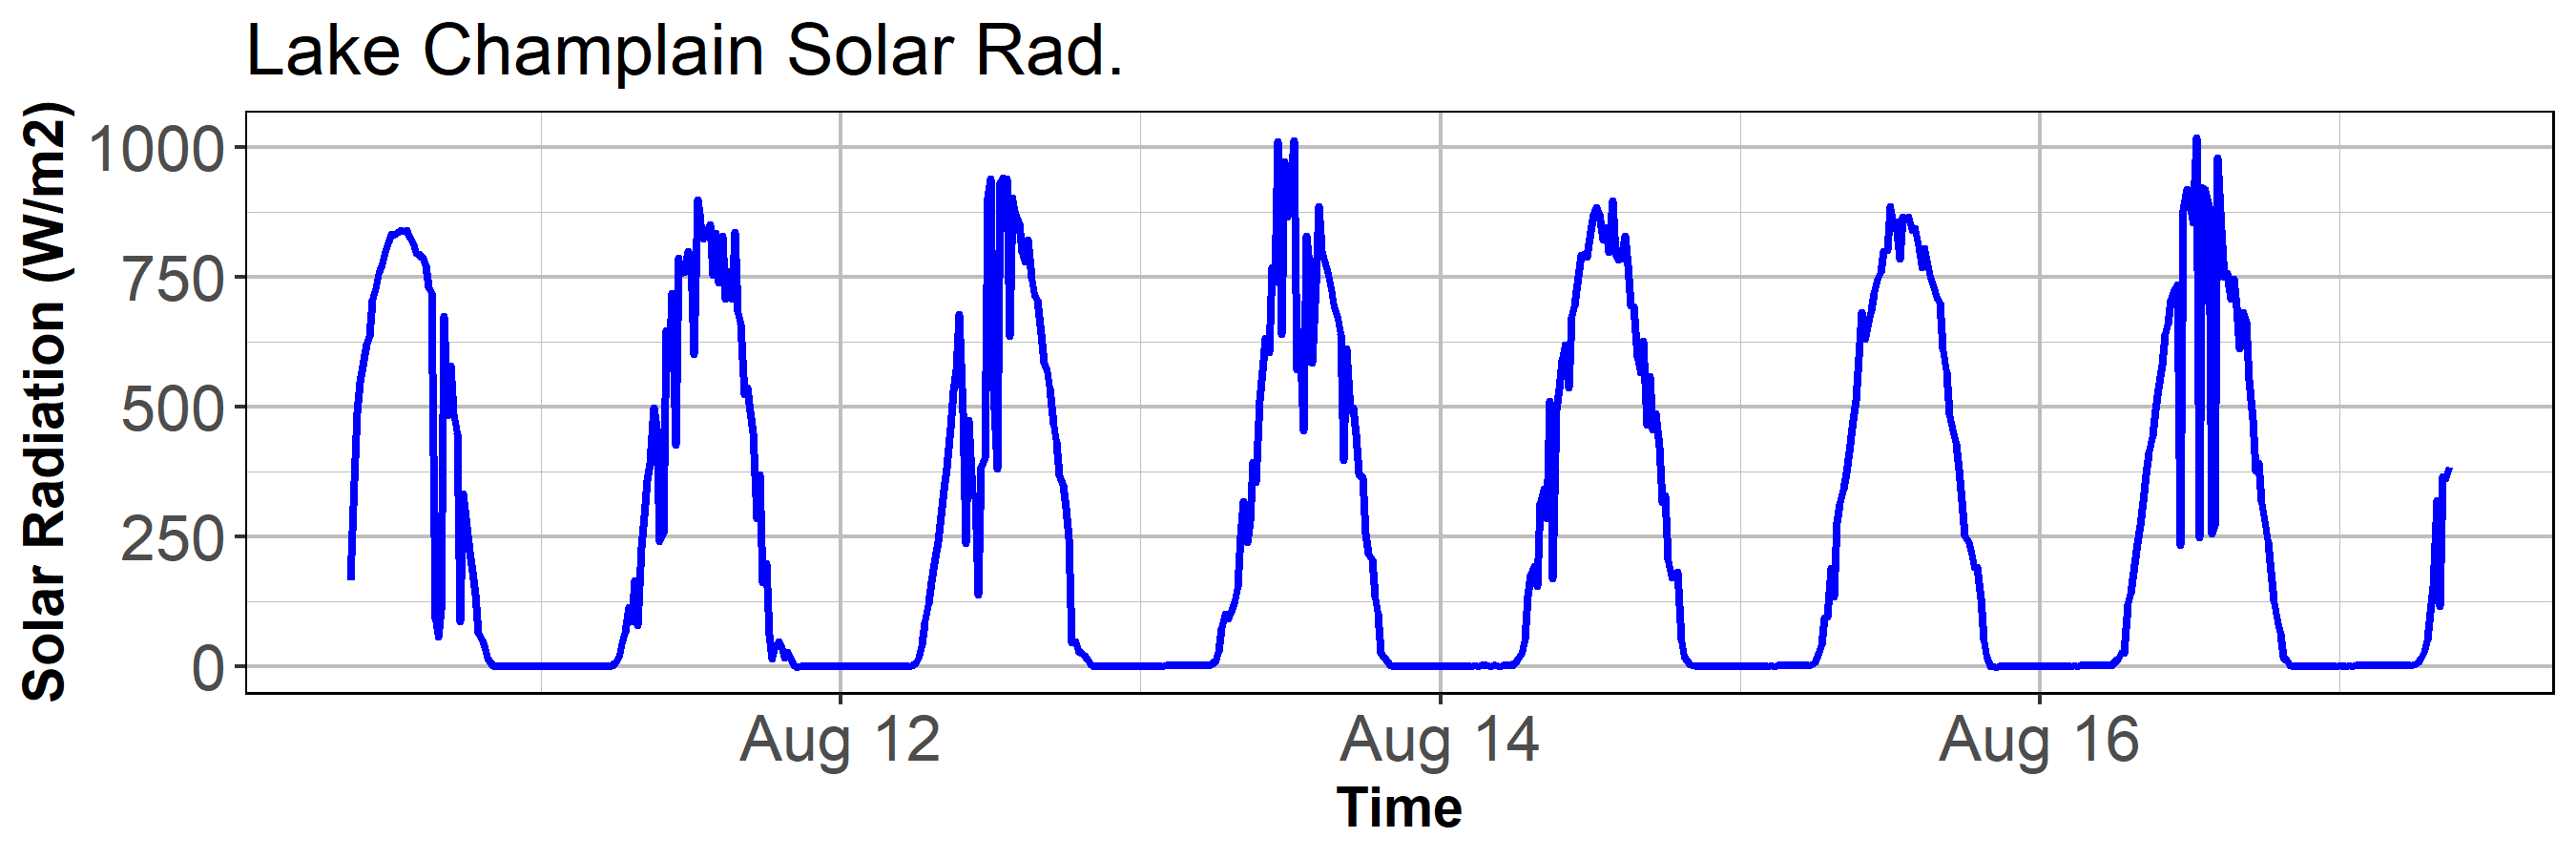 Lake Champlain Solar Rad.
Solar Radiation (W/m2)
1000
750
500
250
0
Aug 12 Aug 14 Aug 16
Time